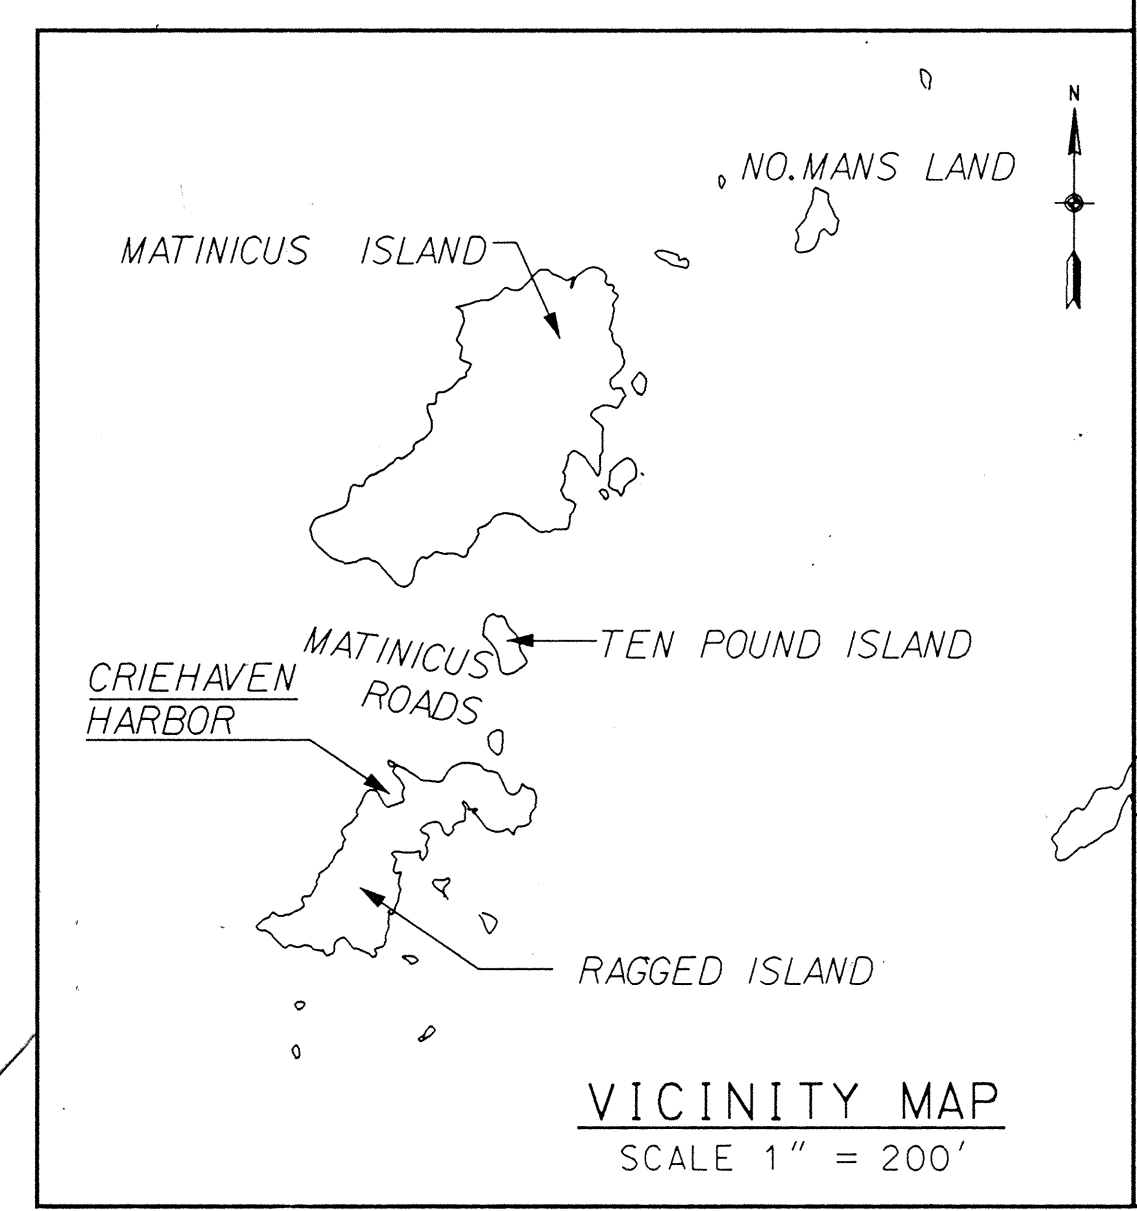 N
NO.MANS LAND
MATINICUS ISLAND
MATINICUS
ROADS
TEN POUND ISLAND
CRIEHAVEN
HARBOR
RAGGED ISLAND
VICINITY MAP
SCALE 1" = 200'